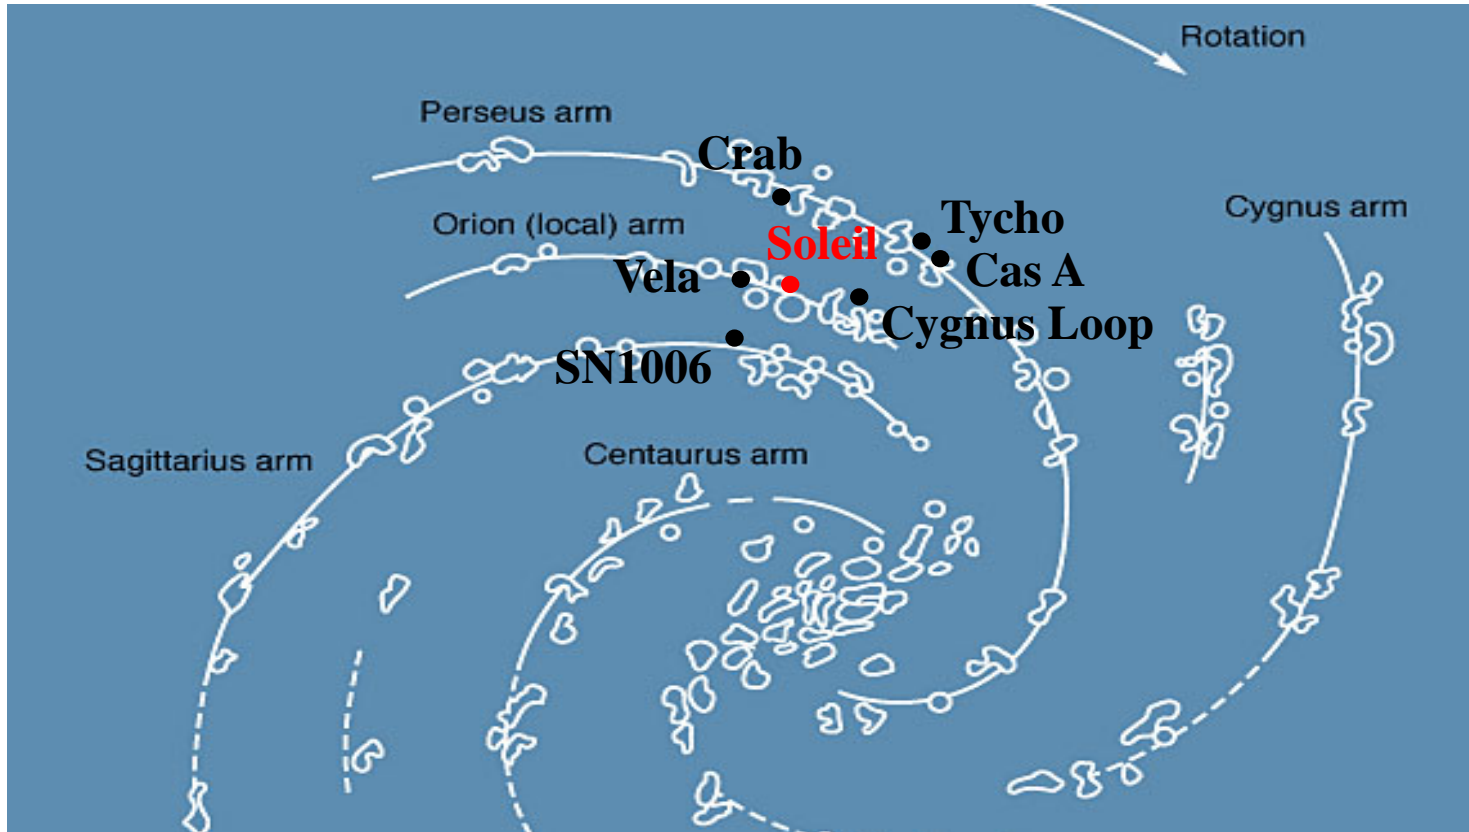 Rotation
Perseus arm
Crab
Tycho
Cygnus arm
Orion (local) arm
Soleil
Vela
Cas A
Cygnus Loop
SN1006
Sagittarius arm
Centaurus arm